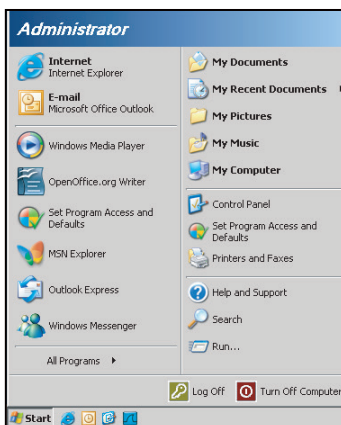 Administrator
Internet
Internet Explorer
E-mail
Microsoft Office Outlook
Windows Media Player
OpenOffice.org Writer
Set Program Access and
Defaults
MSN Explorer
Outlook Express
Windows Messenger
All Programs
My Documents
My Recent Documents
My Pictures
My Music
My Computer
Control Panel
Set Program Access and
Defaults
Printers and Faxes
Help and Support
Search
Run...
Log Off
Turn Off Computer
Start